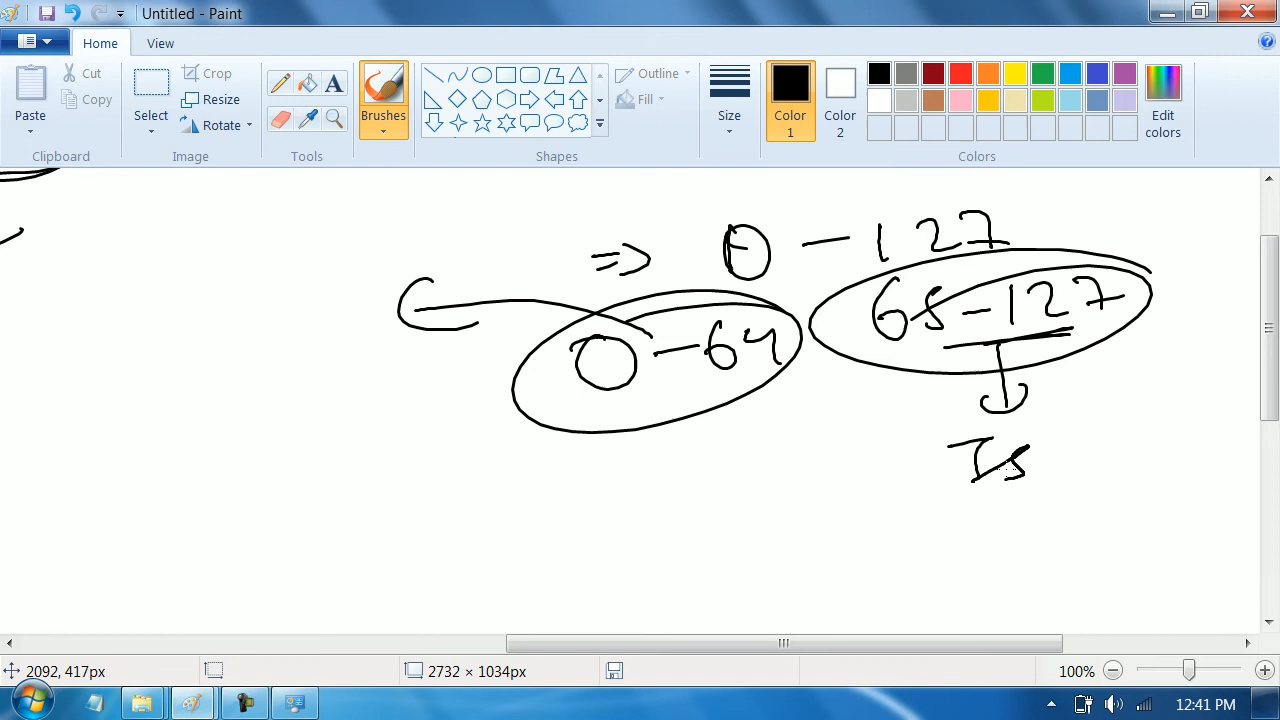 Untitled - Paint
Home View
Cut
Copy
Paste
Crop
Resize
Rotate
Select
Brushes
Outline
Fill
Size
Color 1
Color 2
Edit colors
Clipboard Image Tools Shapes Colors
=> 0 - 127
65 - 127
0 - 64
Is
2092, 417px 2732 × 1034px 100%
12:41 PM